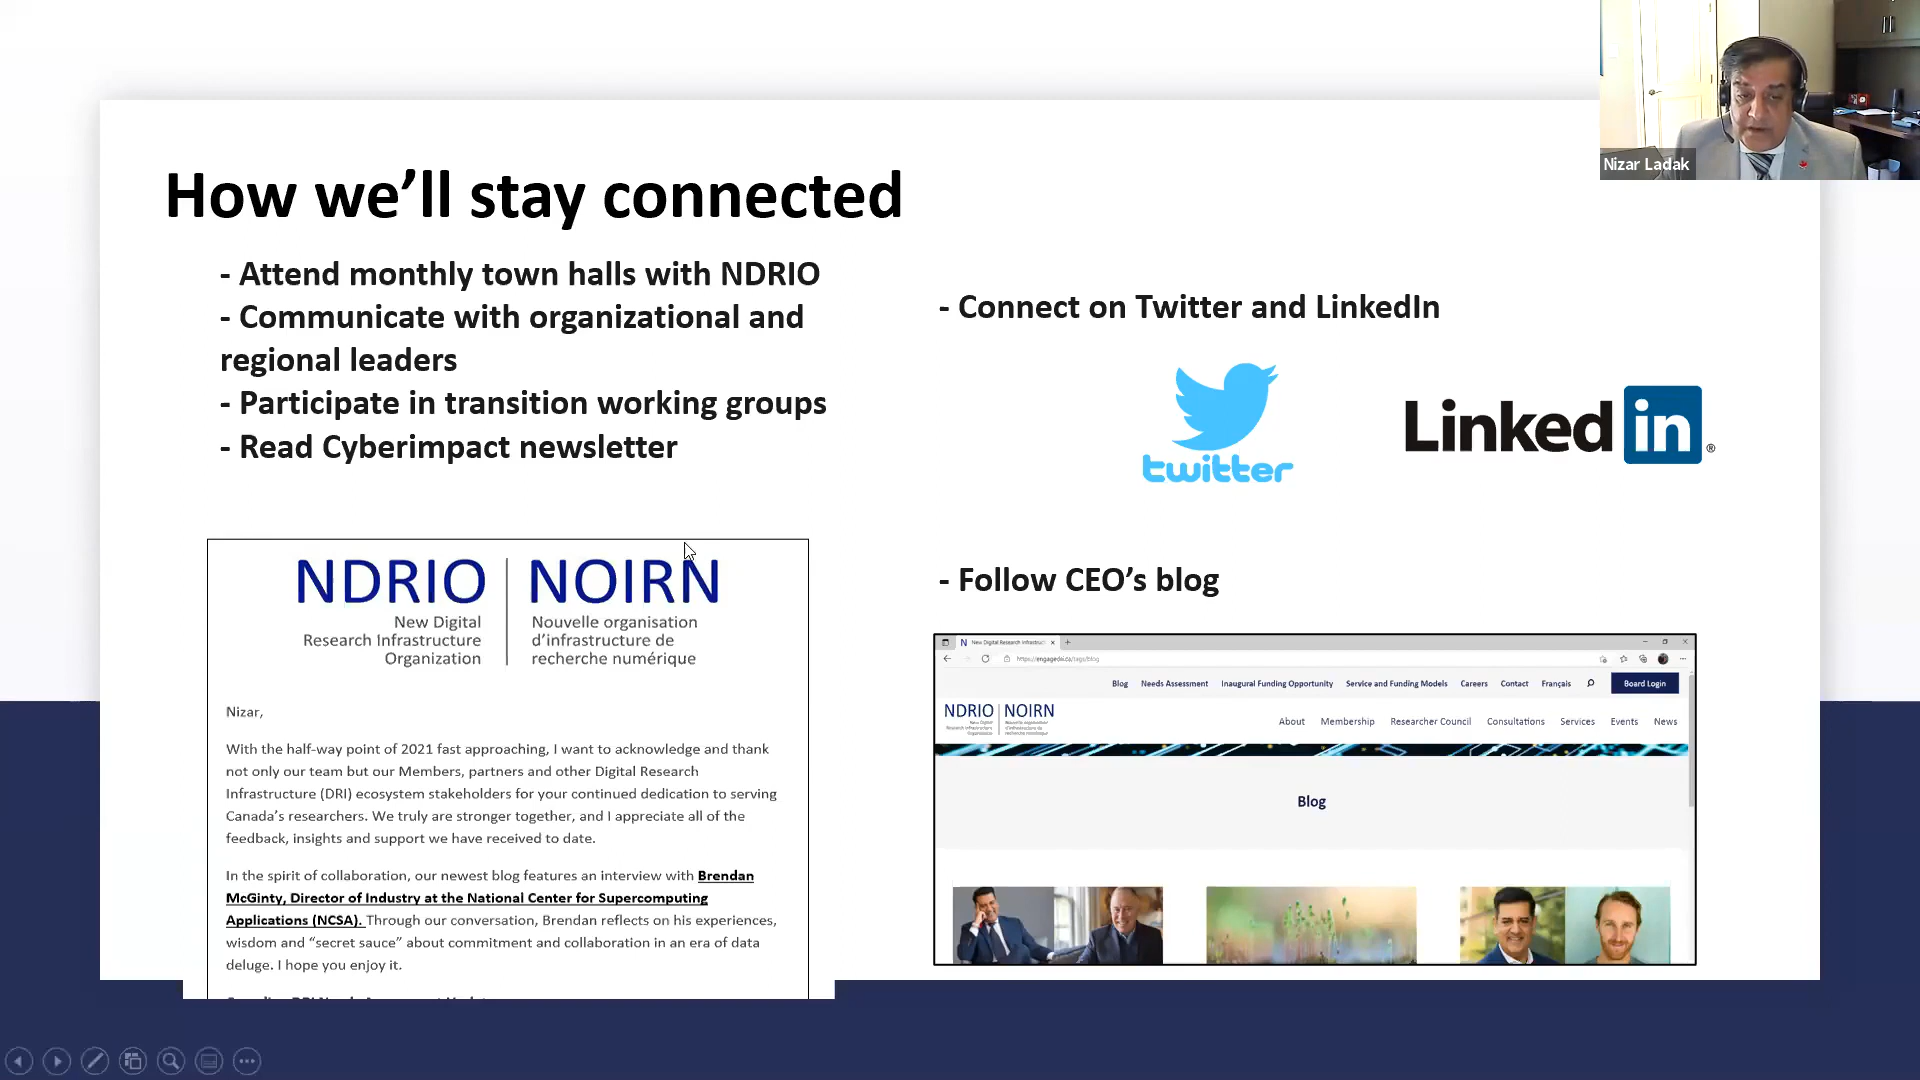 Nizar Ladak
How we’ll stay connected
- Attend monthly town halls with NDRIO
- Communicate with organizational and
regional leaders
- Participate in transition working groups
- Read Cyberimpact newsletter
- Connect on Twitter and LinkedIn
twitter
Linked in ®
NDRIO | NOIRN
New Digital
Research Infrastructure
Organization
Nouvelle organisation
d’infrastructure de
recherche numérique
Nizar,
With the half-way point of 2021 fast approaching, I want to acknowledge and thank
not only our team but our Members, partners and other Digital Research
Infrastructure (DRI) ecosystem stakeholders for your continued dedication to serving
Canada’s researchers. We truly are stronger together, and I appreciate all of the
feedback, insights and support we have received to date.
In the spirit of collaboration, our newest blog features an interview with Brendan
McGinty, Director of Industry at the National Center for Supercomputing
Applications (NCSA). Through our conversation, Brendan reflects on his experiences,
wisdom and “secret sauce” about commitment and collaboration in an era of data
deluge. I hope you enjoy it.
- Follow CEO’s blog
N New Digital Research Infrastruc
Blog Needs Assessment Inaugural Funding Opportunity Service and Funding Models Careers Contact Français Board Login
NDRIO | NOIRN
About Membership Researcher Council Consultations Services Events News
Blog